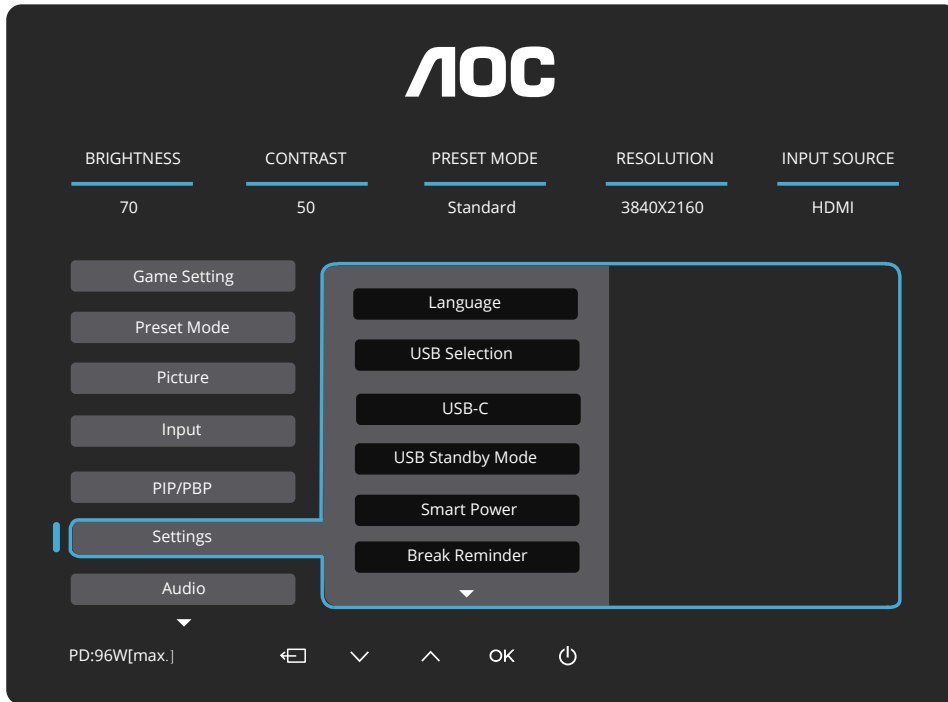 AOC
BRIGHTNESS CONTRAST PRESET MODE RESOLUTION INPUT SOURCE
70 50 Standard 3840X2160 HDMI
Game Setting
Preset Mode
Picture
Input
PIP/PBP
Settings
Audio
Language
USB Selection
USB-C
USB Standby Mode
Smart Power
Break Reminder
PD:96W[max.]
OK